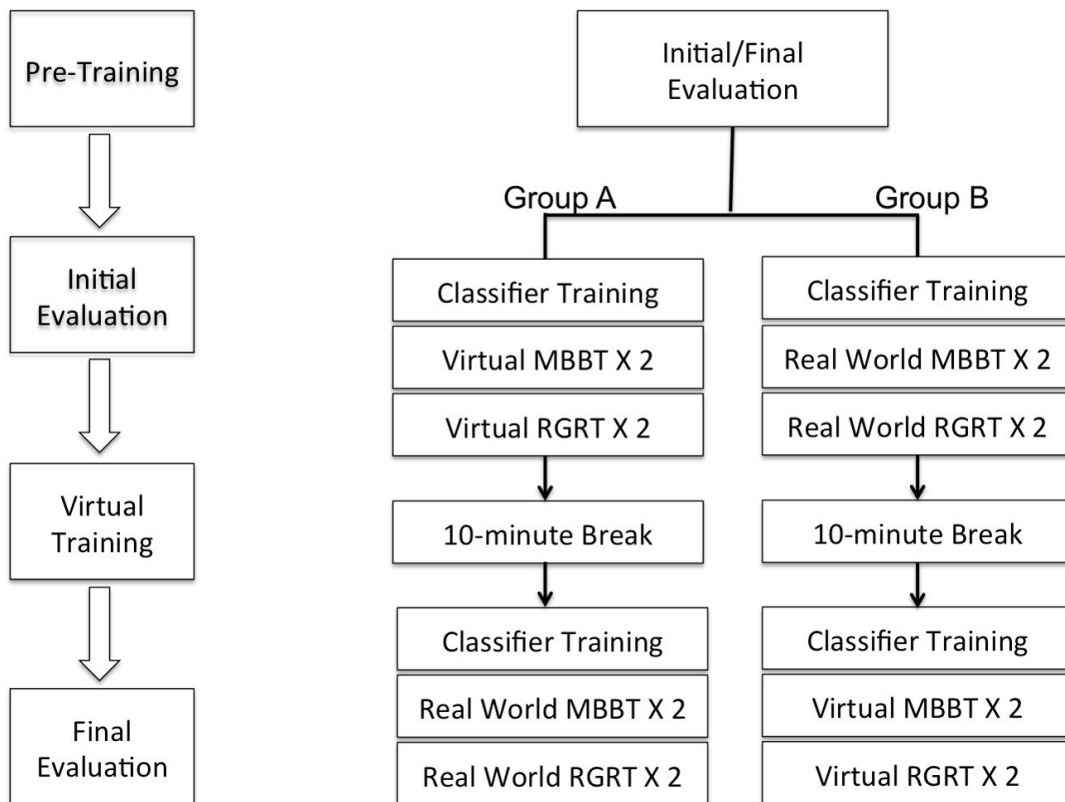 Pre-Training
Initial
Evaluation
Virtual
Training
Final
Evaluation
Initial/Final
Evaluation
Group A
Classifier Training
Virtual MBBT X 2
Virtual RGRT X 2
10-minute Break
Classifier Training
Real World MBBT X 2
Real World RGRT X 2
Group B
Classifier Training
Real World MBBT X 2
Real World RGRT X 2
10-minute Break
Classifier Training
Virtual MBBT X 2
Virtual RGRT X 2